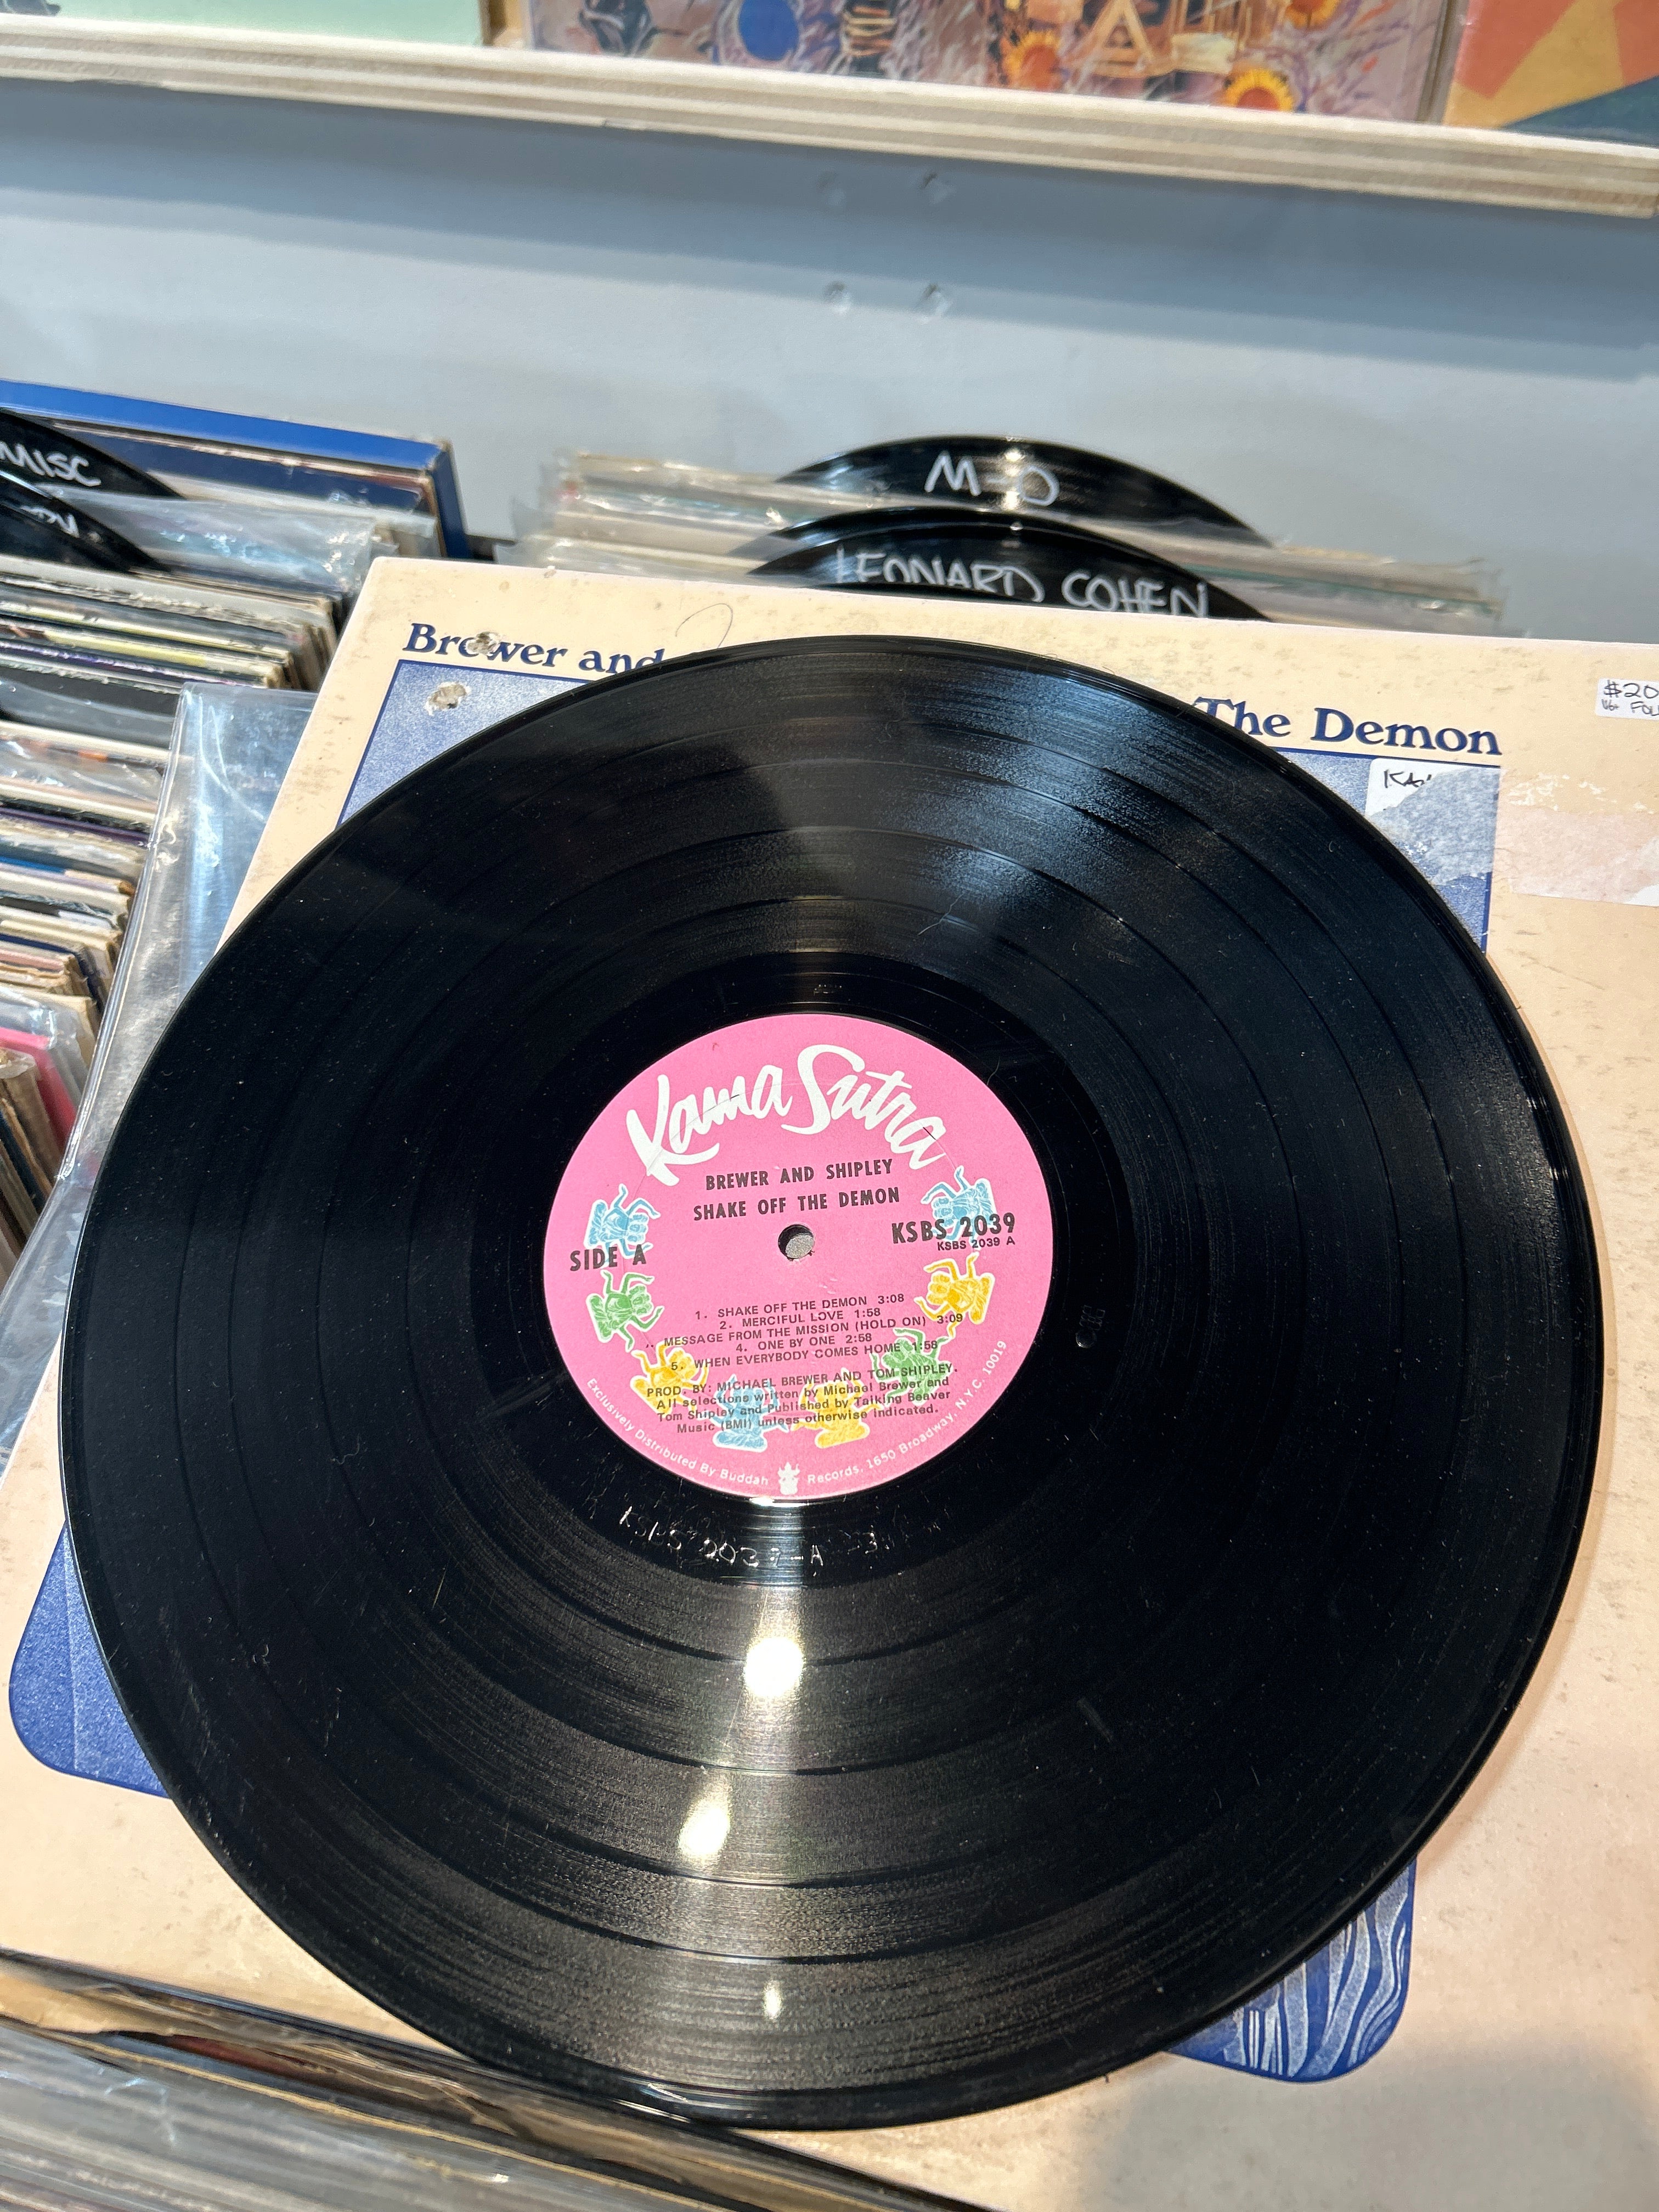 MISC
M-O
LEONARD COHEN
Brewer and
The Demon
$20
Kama Sutra
BREWER AND SHIPLEY
SHAKE OFF THE DEMON
SIDE A
KSBS 2039
KSBS 2039 A
1. SHAKE OFF THE DEMON 3:08
2. MERCIFUL LOVE 1:58
MESSAGE FROM THE MISSION (HOLD ON) 3:09
4. ONE BY ONE 2:58
5. WHEN EVERYBODY COMES HOME 1:58
PROD. BY: MICHAEL BREWER AND TOM SHIPLEY.
All selections written by Michael Brewer and
Tom Shipley and Published by Talking Beaver
Music (BMI) unless otherwise indicated.
Exclusively Distributed By Buddah Records, 1650 Broadway, N.Y.C. 10019